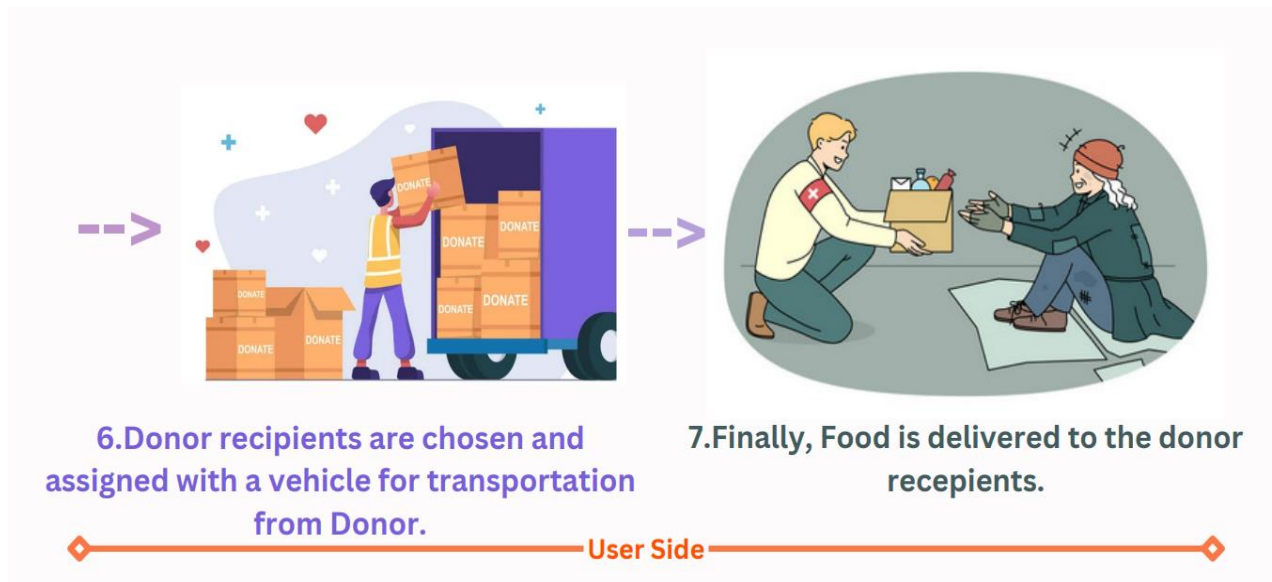 -->
DONATE
DONATE
DONATE
DONATE
DONATE
DONATE
DONATE
DONATE
-->
6.Donor recipients are chosen and
assigned with a vehicle for transportation
from Donor.
7.Finally, Food is delivered to the donor
recepients.
User Side